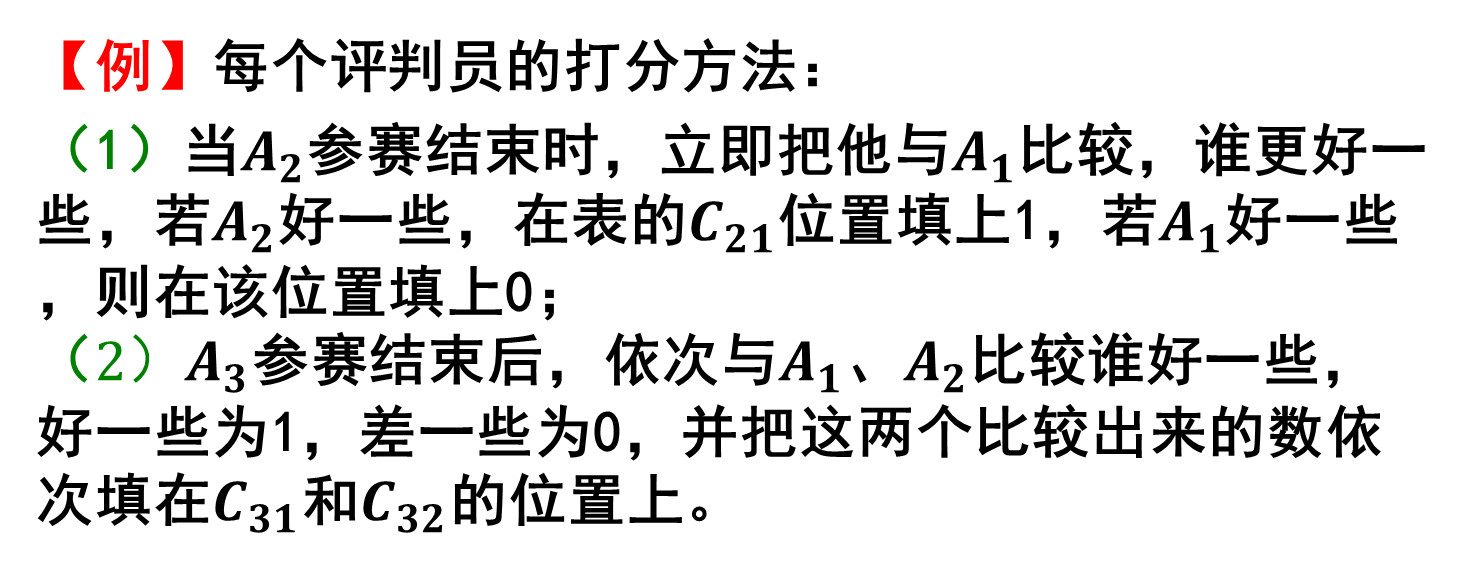 【例】每个评判员的打分方法：
（1）当A₂参赛结束时，立即把他与A₁比较，谁更好一
些，若A₂好一些，在表的C₂₁位置填上1，若A₁好一些
，则在该位置填上0；
（2）A₃参赛结束后，依次与A₁、A₂比较谁好一些，
好一些为1，差一些为0，并把这两个比较出来的数依
次填在C₃₁和C₃₂的位置上。